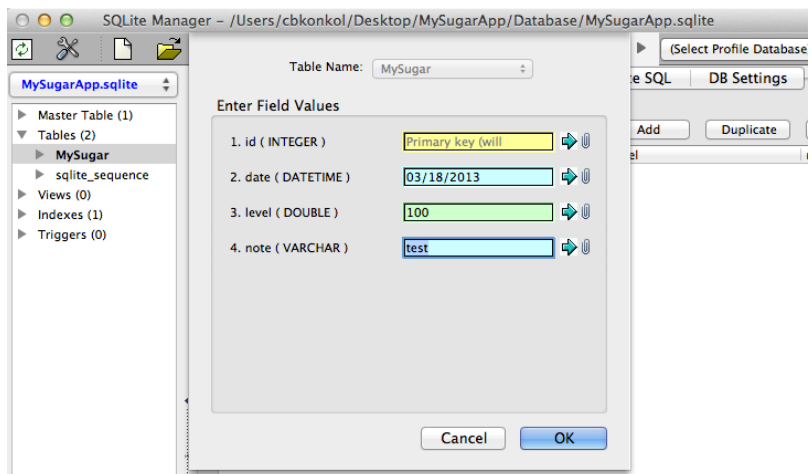 SQLite Manager - /Users/cbkonkol/Desktop/MySugarApp/Database/MySugarApp.sqlite
(Select Profile Database
MySugarApp.sqlite
Table Name: MySugar
e SQL DB Settings
Master Table (1)
Tables (2)
MySugar
sqlite_sequence
Views (0)
Indexes (1)
Triggers (0)
Enter Field Values
1. id ( INTEGER ) Primary key (will
2. date ( DATETIME ) 03/18/2013
3. level ( DOUBLE ) 100
4. note ( VARCHAR ) test
Add Duplicate
el
Cancel OK